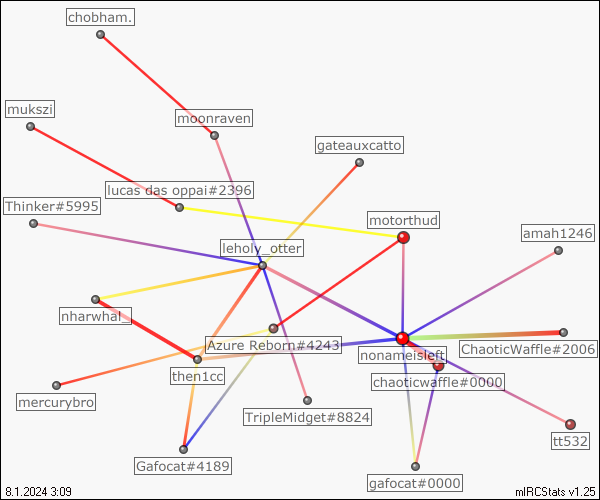 chobham.
mukszi
moonraven
gateauxcatto
lucas das oppai#2396
Thinker#5995
motorthud
amah1246
leholy_otter
nharwhal_
Azure Reborn#4243
nonameisleft
ChaoticWaffle#2006
then1cc
chaoticwaffle#0000
mercurybro
TripleMidget#8824
tt532
Gafocat#4189
gafocat#0000
8.1.2024 3:09
mIRCStats v1.25